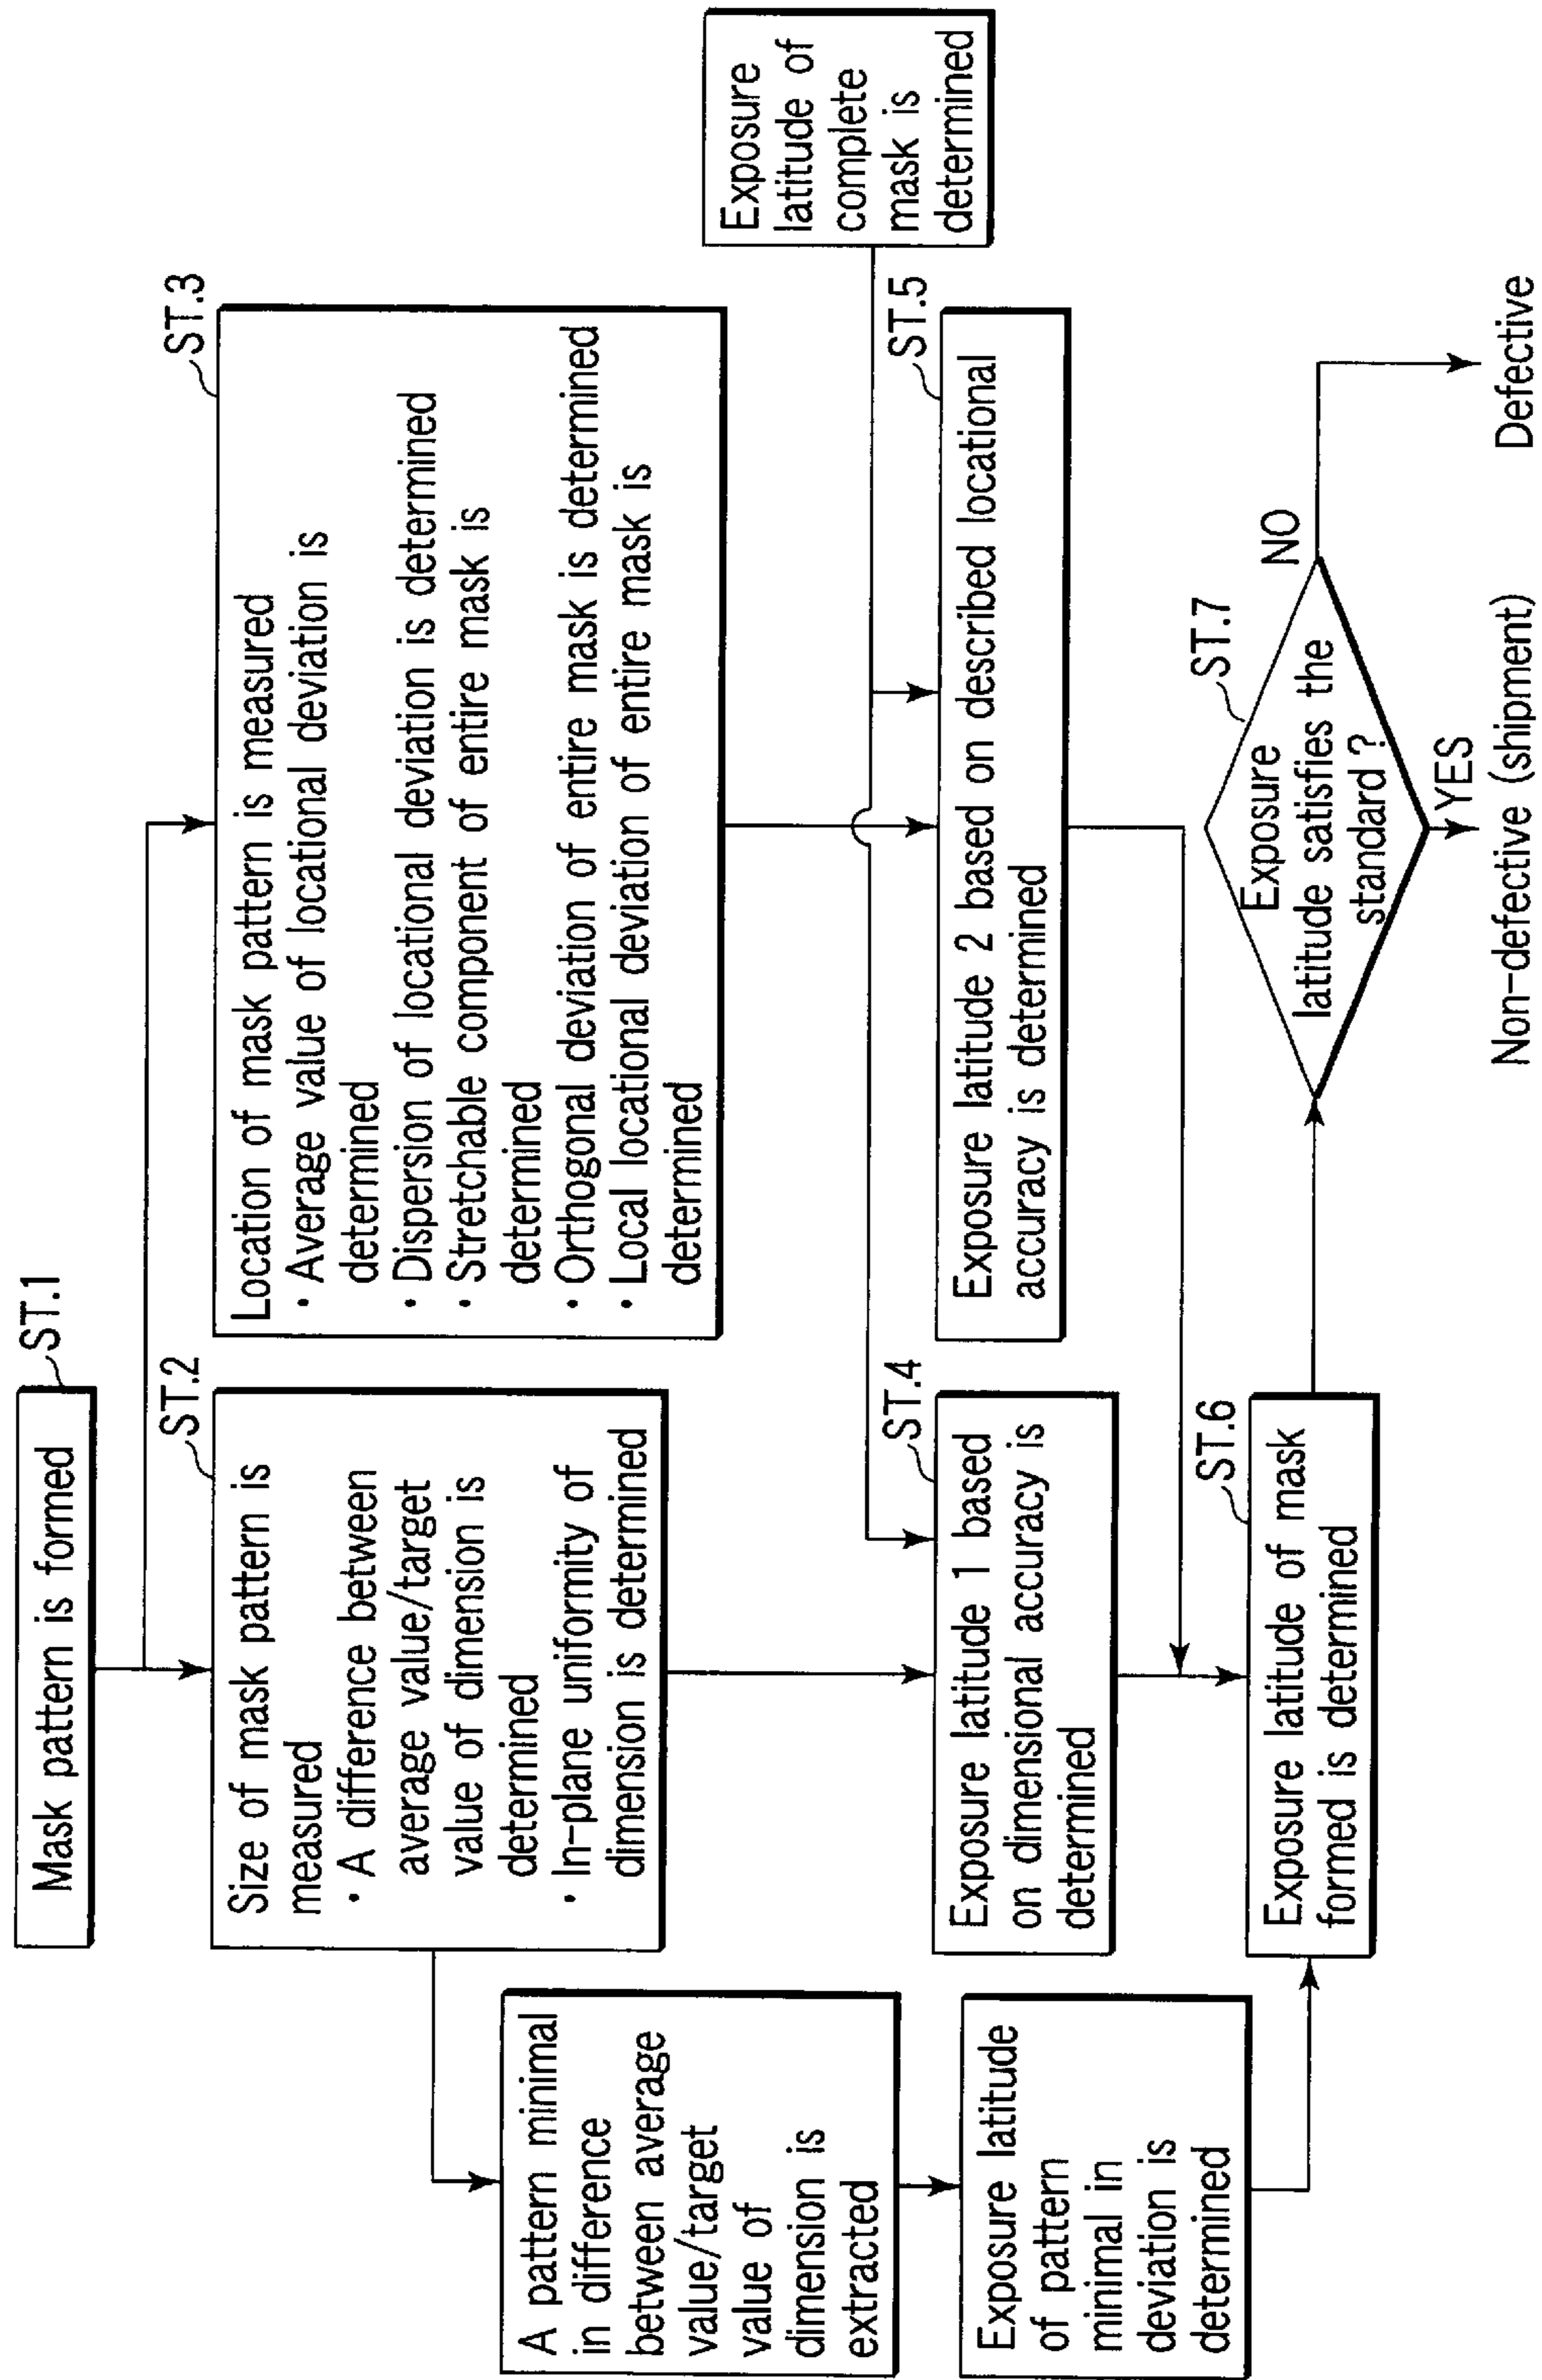 Mask pattern is formed
ST.1
ST.2
Size of mask pattern is
measured
· A difference between
average value/target
value of dimension is
determined
· In-plane uniformity of
dimension is determined
ST.3
Location of mask pattern is measured
· Average value of locational deviation is
determined
· Dispersion of locational deviation is determined
· Stretchable component of entire mask is
determined
· Orthogonal deviation of entire mask is determined
· Local locational deviation of entire mask is
determined
A pattern minimal
in difference
between average
value/target
value of
dimension is
extracted
Exposure
latitude of
complete
mask is
determined
Exposure latitude
of pattern
minimal in
deviation is
determined
ST.4
Exposure latitude 1 based
on dimensional accuracy is
determined
ST.5
Exposure latitude 2 based on described locational
accuracy is determined
ST.6
Exposure latitude of mask
formed is determined
ST.7
Exposure
latitude satisfies the
standard ?
NO
YES
Non-defective (shipment)
Defective